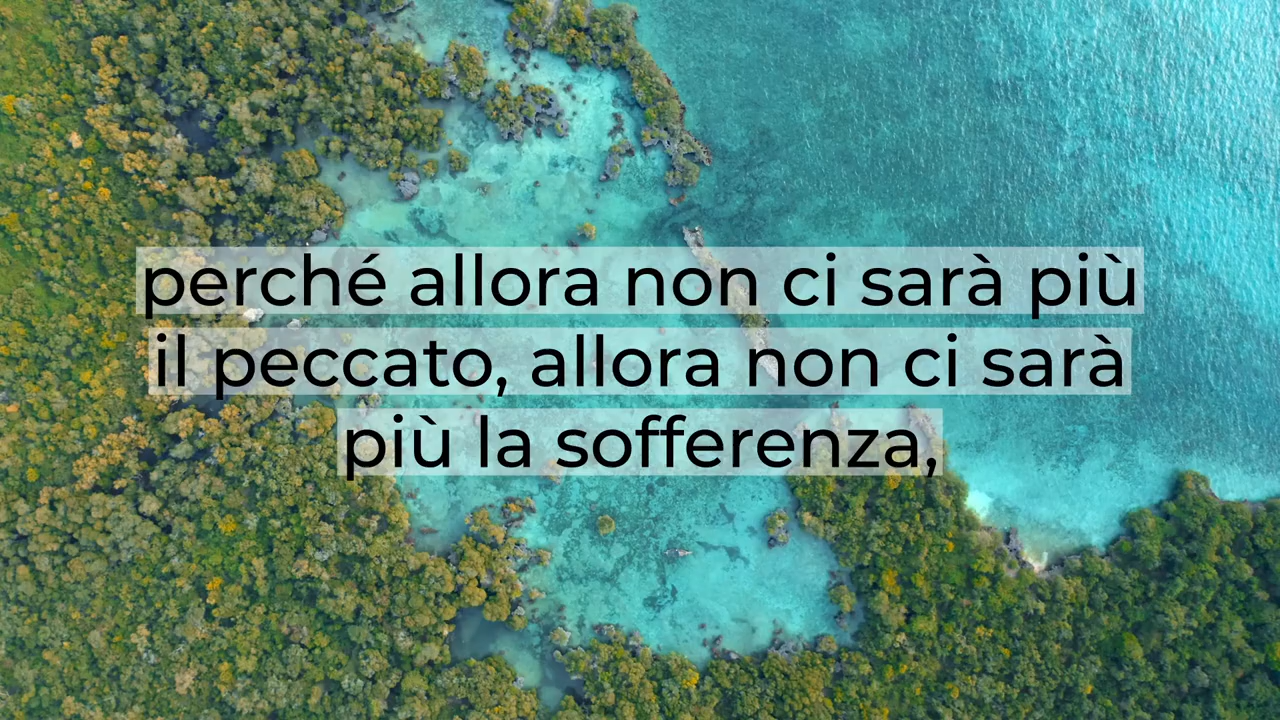 perché allora non ci sarà più
il peccato, allora non ci sarà
più la sofferenza,